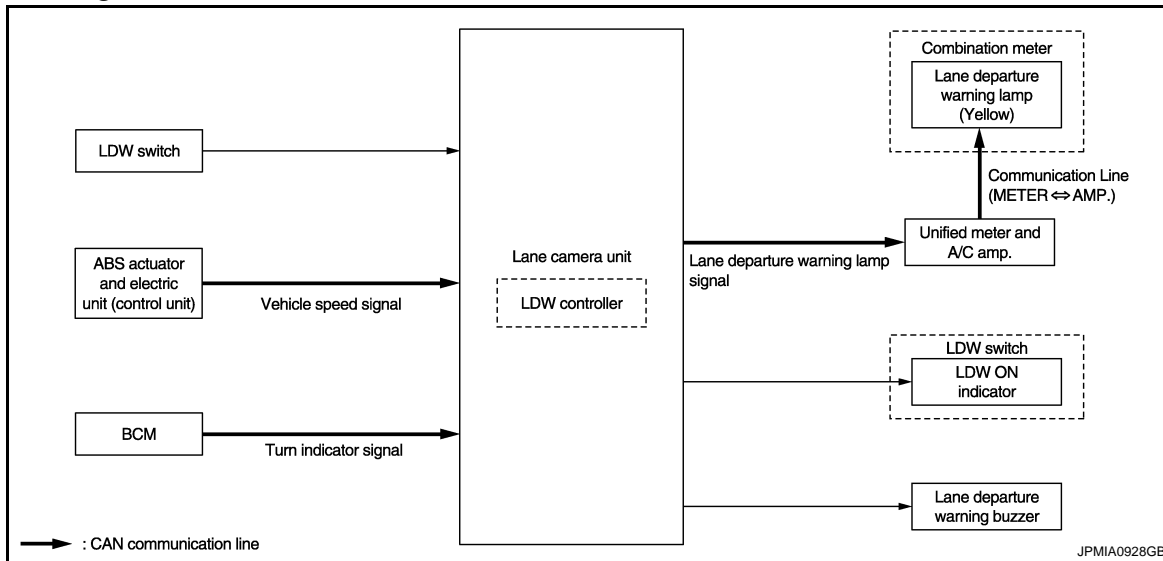 LDW switch
ABS actuator
and electric
unit (control unit)
Vehicle speed signal
BCM
Turn indicator signal
: CAN communication line
Lane camera unit
LDW controller
Combination meter
Lane departure
warning lamp
(Yellow)
Communication Line
(METER ⇔ AMP.)
Unified meter and
A/C amp.
Lane departure warning lamp
signal
LDW switch
LDW ON
indicator
Lane departure
warning buzzer
JPMIA0928GB